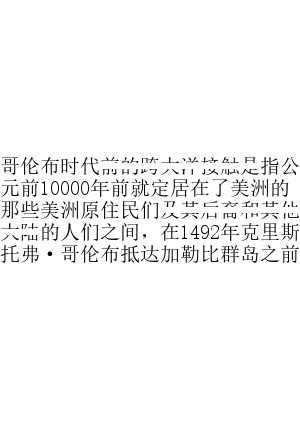 哥伦布时代前的跨大洋接触是指公
元前10000年前就定居在了美洲的
那些美洲原住民们及其后裔和其他
大陆的人们之间，在1492年克里斯
托弗·哥伦布抵达加勒比群岛之前